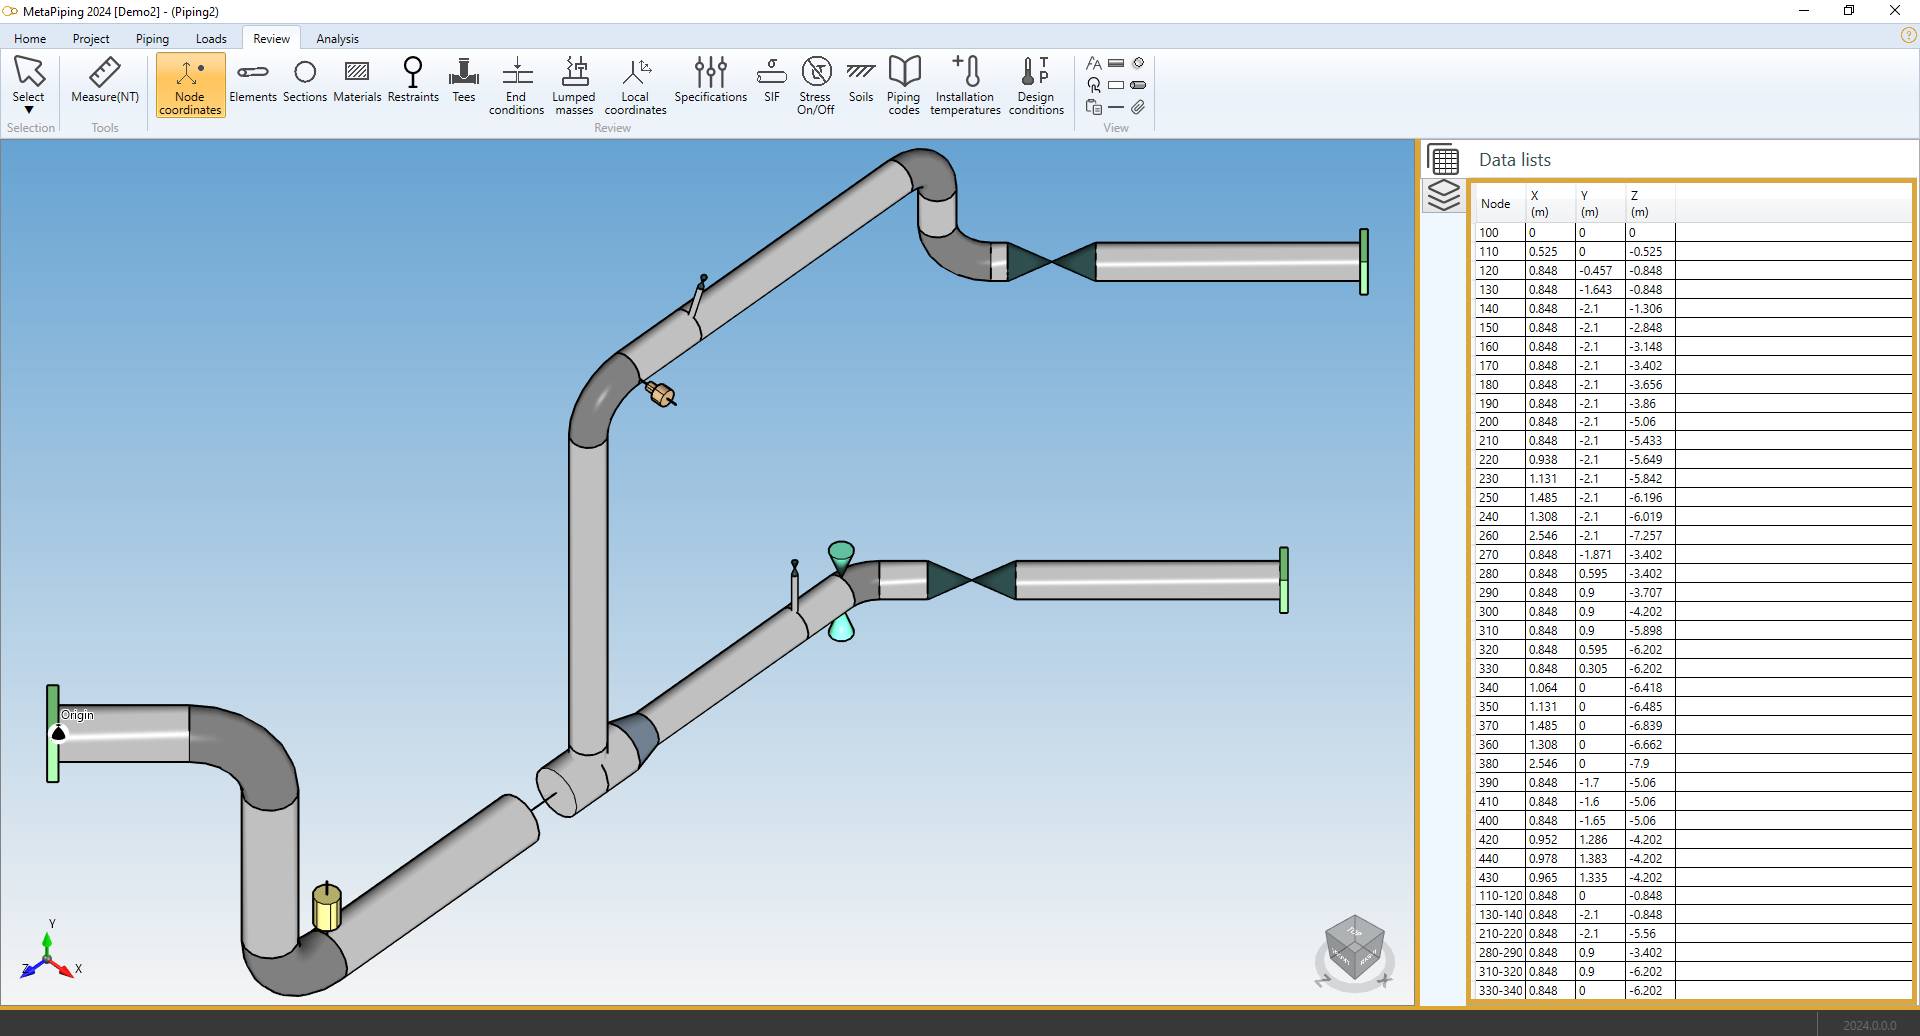 MetaPiping 2024 [Demo2] - (Piping2)
Home Project Piping Loads Review Analysis
Select Measure(NT) Node coordinates Elements Sections Materials Restraints Tees End conditions Lumped masses Local coordinates Specifications SIF Stress On/Off Soils Piping codes Installation temperatures Design conditions
Selection Tools Review View
Data lists
Node X (m) Y (m) Z (m)
100 0 0 0
110 0.525 0 -0.525
120 0.848 -0.457 -0.848
130 0.848 -1.643 -0.848
140 0.848 -2.1 -1.306
150 0.848 -2.1 -2.848
160 0.848 -2.1 -3.148
170 0.848 -2.1 -3.402
180 0.848 -2.1 -3.656
190 0.848 -2.1 -3.86
200 0.848 -2.1 -5.06
210 0.848 -2.1 -5.433
220 0.938 -2.1 -5.649
230 1.131 -2.1 -5.842
250 1.485 -2.1 -6.196
240 1.308 -2.1 -6.019
260 2.546 -2.1 -7.257
270 0.848 -1.871 -3.402
280 0.848 0.595 -3.402
290 0.848 0.9 -3.707
300 0.848 0.9 -4.202
310 0.848 0.9 -5.898
320 0.848 0.595 -6.202
330 0.848 0.305 -6.202
340 1.064 0 -6.418
350 1.131 0 -6.485
370 1.485 0 -6.839
360 1.308 0 -6.662
380 2.546 0 -7.9
390 0.848 -1.7 -5.06
410 0.848 -1.6 -5.06
400 0.848 -1.65 -5.06
420 0.952 1.286 -4.202
440 0.978 1.383 -4.202
430 0.965 1.335 -4.202
110-120 0.848 0 -0.848
130-140 0.848 -2.1 -0.848
210-220 0.848 -2.1 -5.56
280-290 0.848 0.9 -3.402
310-320 0.848 0.9 -6.202
330-340 0.848 0 -6.202
Origin
Y
Z X
TOP
Z X
2024.0.0.0